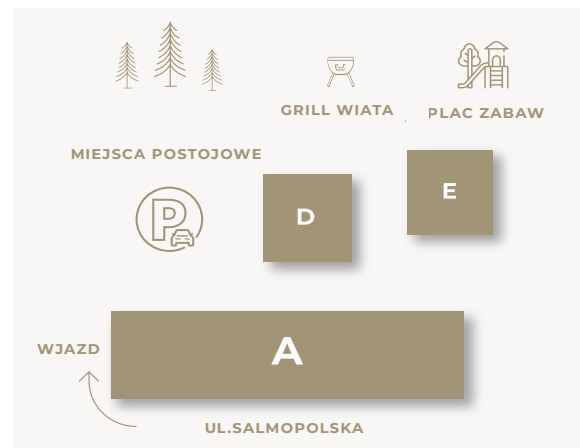 GRILL WIATA
PLAC ZABAW
MIEJSCA POSTOJOWE
P
D
E
WJAZD
A
UL.SALMOPOLSKA